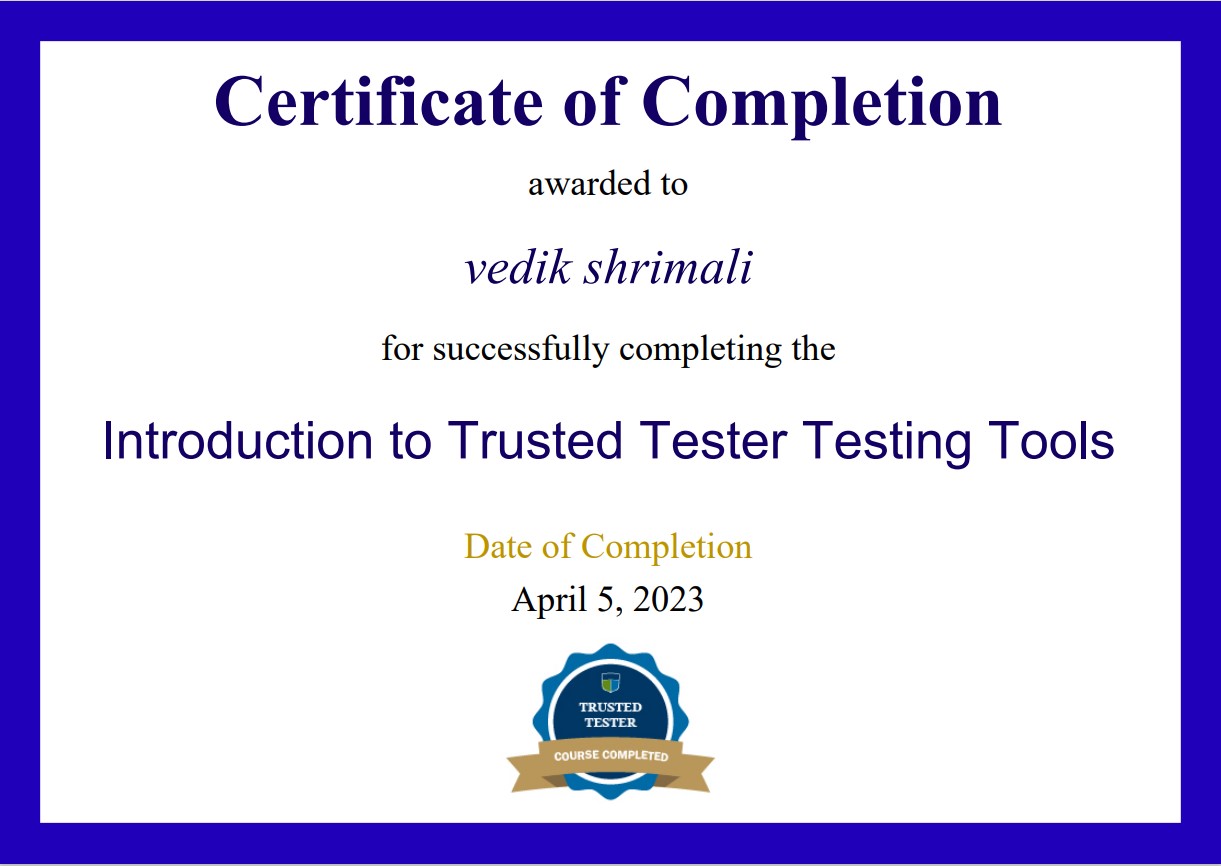 Certificate of Completion
awarded to
vedik shrimali
for successfully completing the
Introduction to Trusted Tester Testing Tools
Date of Completion
April 5, 2023
TRUSTED
TESTER
COURSE COMPLETED